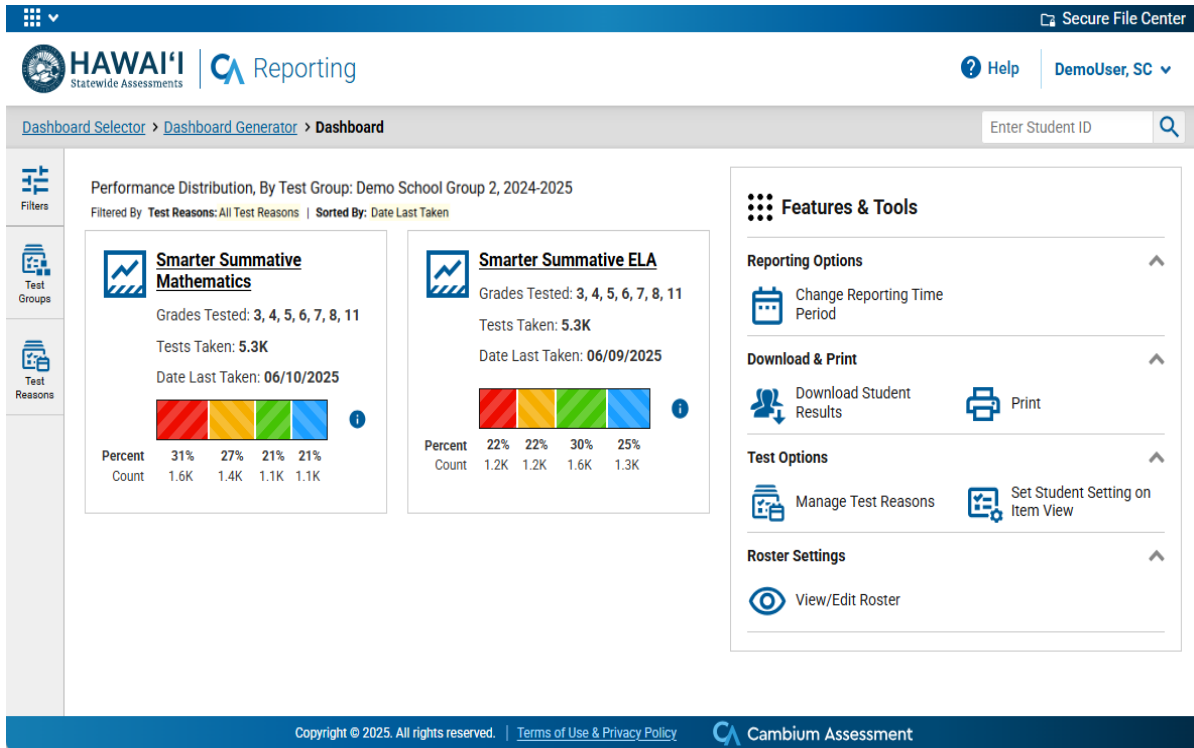 Secure File Center
HAWAIʻI
Statewide Assessments
CA Reporting
Help
DemoUser, SC
Dashboard Selector > Dashboard Generator > Dashboard
Enter Student ID
Filters
Test
Groups
Test
Reasons
Performance Distribution, By Test Group: Demo School Group 2, 2024-2025
Filtered By Test Reasons: All Test Reasons | Sorted By: Date Last Taken
Smarter Summative
Mathematics
Grades Tested: 3, 4, 5, 6, 7, 8, 11
Tests Taken: 5.3K
Date Last Taken: 06/10/2025
Percent 31% 27% 21% 21%
Count 1.6K 1.4K 1.1K 1.1K
Smarter Summative ELA
Grades Tested: 3, 4, 5, 6, 7, 8, 11
Tests Taken: 5.3K
Date Last Taken: 06/09/2025
Percent 22% 22% 30% 25%
Count 1.2K 1.2K 1.6K 1.3K
Features & Tools
Reporting Options
Change Reporting Time
Period
Download & Print
Download Student
Results
Print
Test Options
Manage Test Reasons
Set Student Setting on
Item View
Roster Settings
View/Edit Roster
Copyright © 2025. All rights reserved. | Terms of Use & Privacy Policy
CA Cambium Assessment